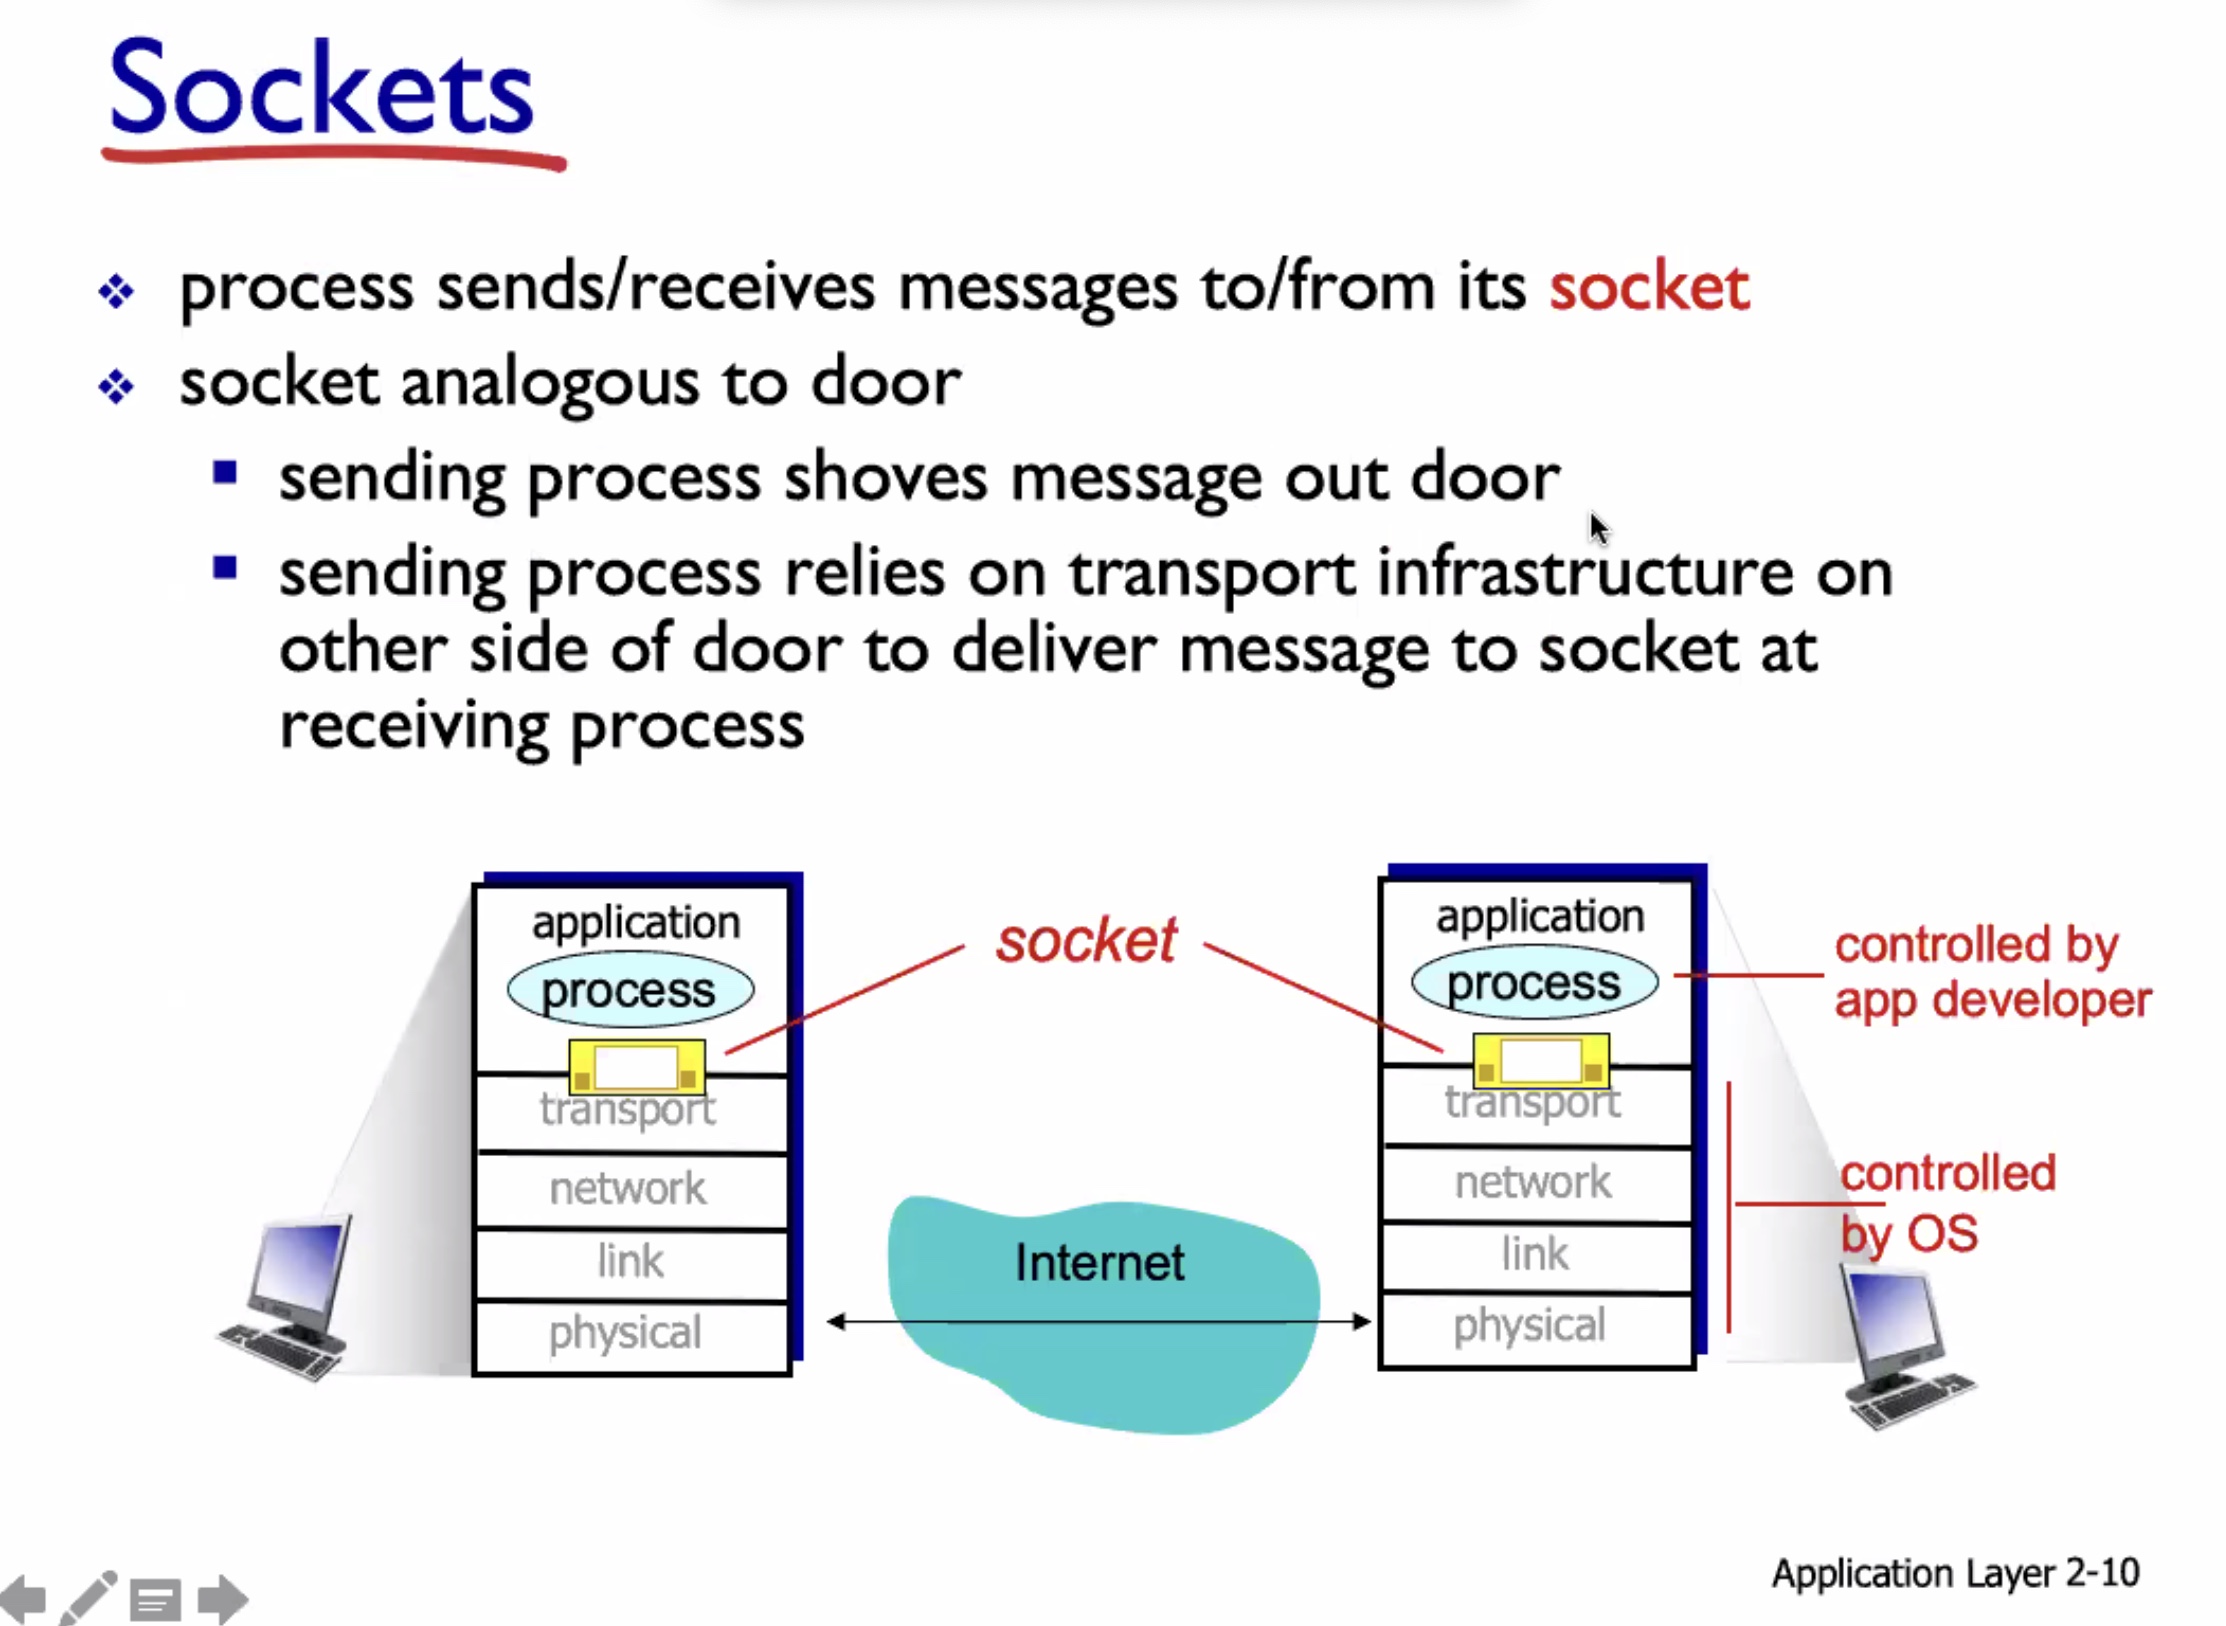 Sockets
process sends/receives messages to/from its socket
socket analogous to door
sending process shoves message out door
sending process relies on transport infrastructure on
other side of door to deliver message to socket at
receiving process
application
process
transport
network
link
physical
socket
Internet
application
process
transport
network
link
physical
controlled by
app developer
controlled
by OS
Application Layer 2-10